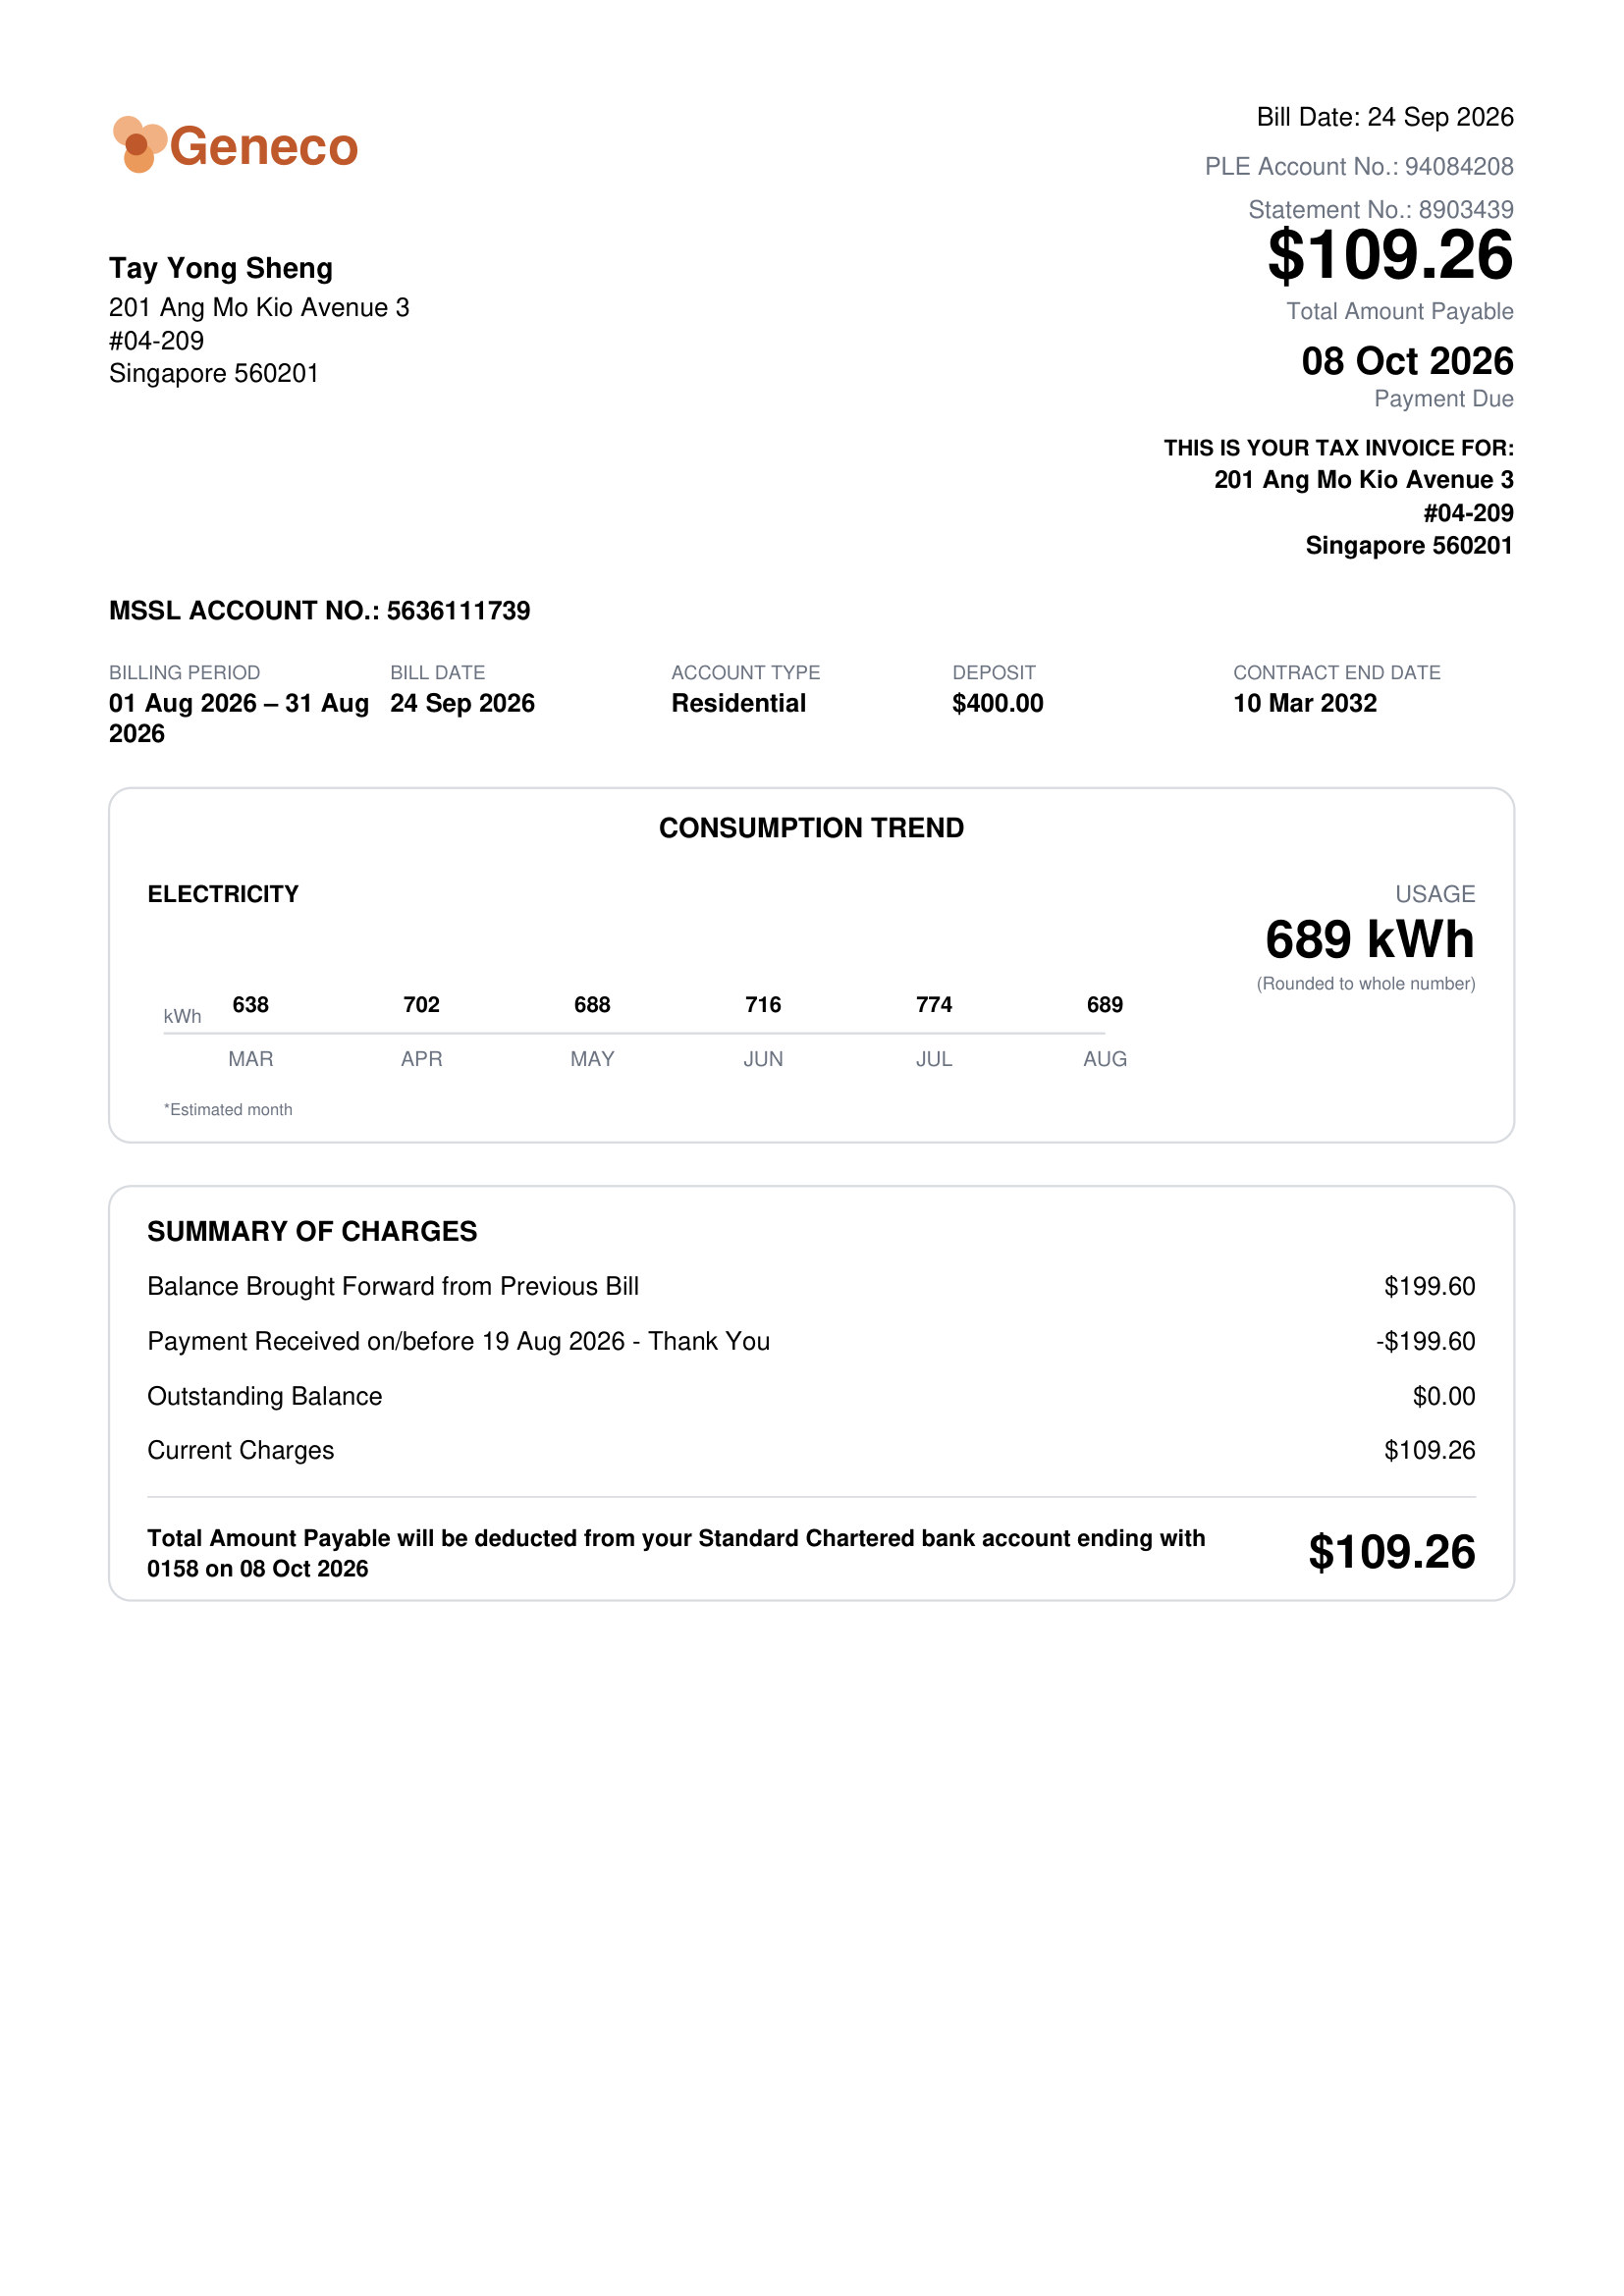 Geneco
Bill Date: 24 Sep 2026
PLE Account No.: 94084208
Statement No.: 8903439
$109.26
Total Amount Payable
08 Oct 2026
Payment Due
Tay Yong Sheng
201 Ang Mo Kio Avenue 3
#04-209
Singapore 560201
THIS IS YOUR TAX INVOICE FOR:
201 Ang Mo Kio Avenue 3
#04-209
Singapore 560201
MSSL ACCOUNT NO.: 5636111739
BILLING PERIOD BILL DATE ACCOUNT TYPE DEPOSIT CONTRACT END DATE
01 Aug 2026 – 31 Aug 24 Sep 2026 Residential $400.00 10 Mar 2032
2026
CONSUMPTION TREND
ELECTRICITY USAGE
689 kWh
(Rounded to whole number)
kWh 638 702 688 716 774 689
MAR APR MAY JUN JUL AUG
*Estimated month
SUMMARY OF CHARGES
Balance Brought Forward from Previous Bill $199.60
Payment Received on/before 19 Aug 2026 - Thank You -$199.60
Outstanding Balance $0.00
Current Charges $109.26
Total Amount Payable will be deducted from your Standard Chartered bank account ending with
0158 on 08 Oct 2026
$109.26